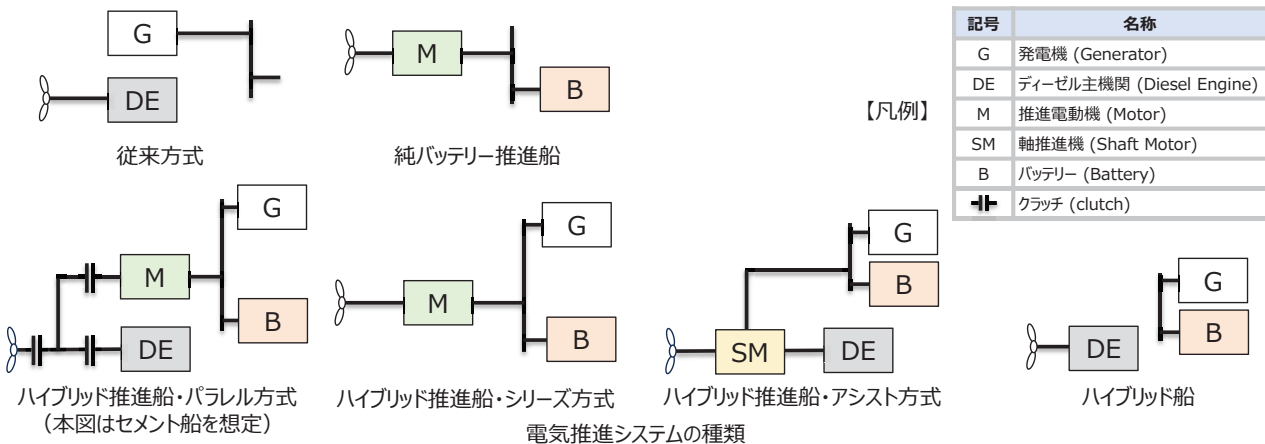 G
DE
従来方式
M
B
純バッテリー推進船
【凡例】
記号 名称
G 発電機 (Generator)
DE ディーゼル主機関 (Diesel Engine)
M 推進電動機 (Motor)
SM 軸推進機 (Shaft Motor)
B バッテリー (Battery)
クラッチ (clutch)
G
M
B
DE
ハイブリッド推進船・パラレル方式
（本図はセメント船を想定）
G
M
B
ハイブリッド推進船・シリーズ方式
G
B
SM
DE
ハイブリッド推進船・アシスト方式
G
B
DE
ハイブリッド船
電気推進システムの種類